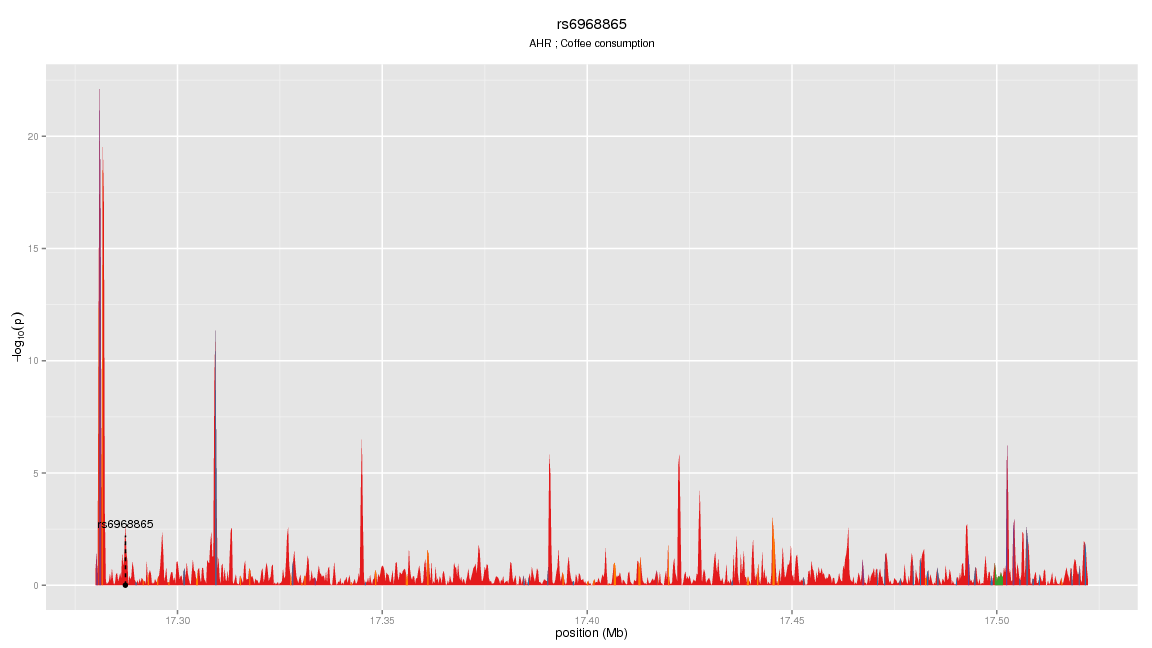 rs6968865
AHR ; Coffee consumption
−log₁₀(p)
20
15
10
5
0
rs6968865
17.30
17.35
17.40
17.45
17.50
position (Mb)